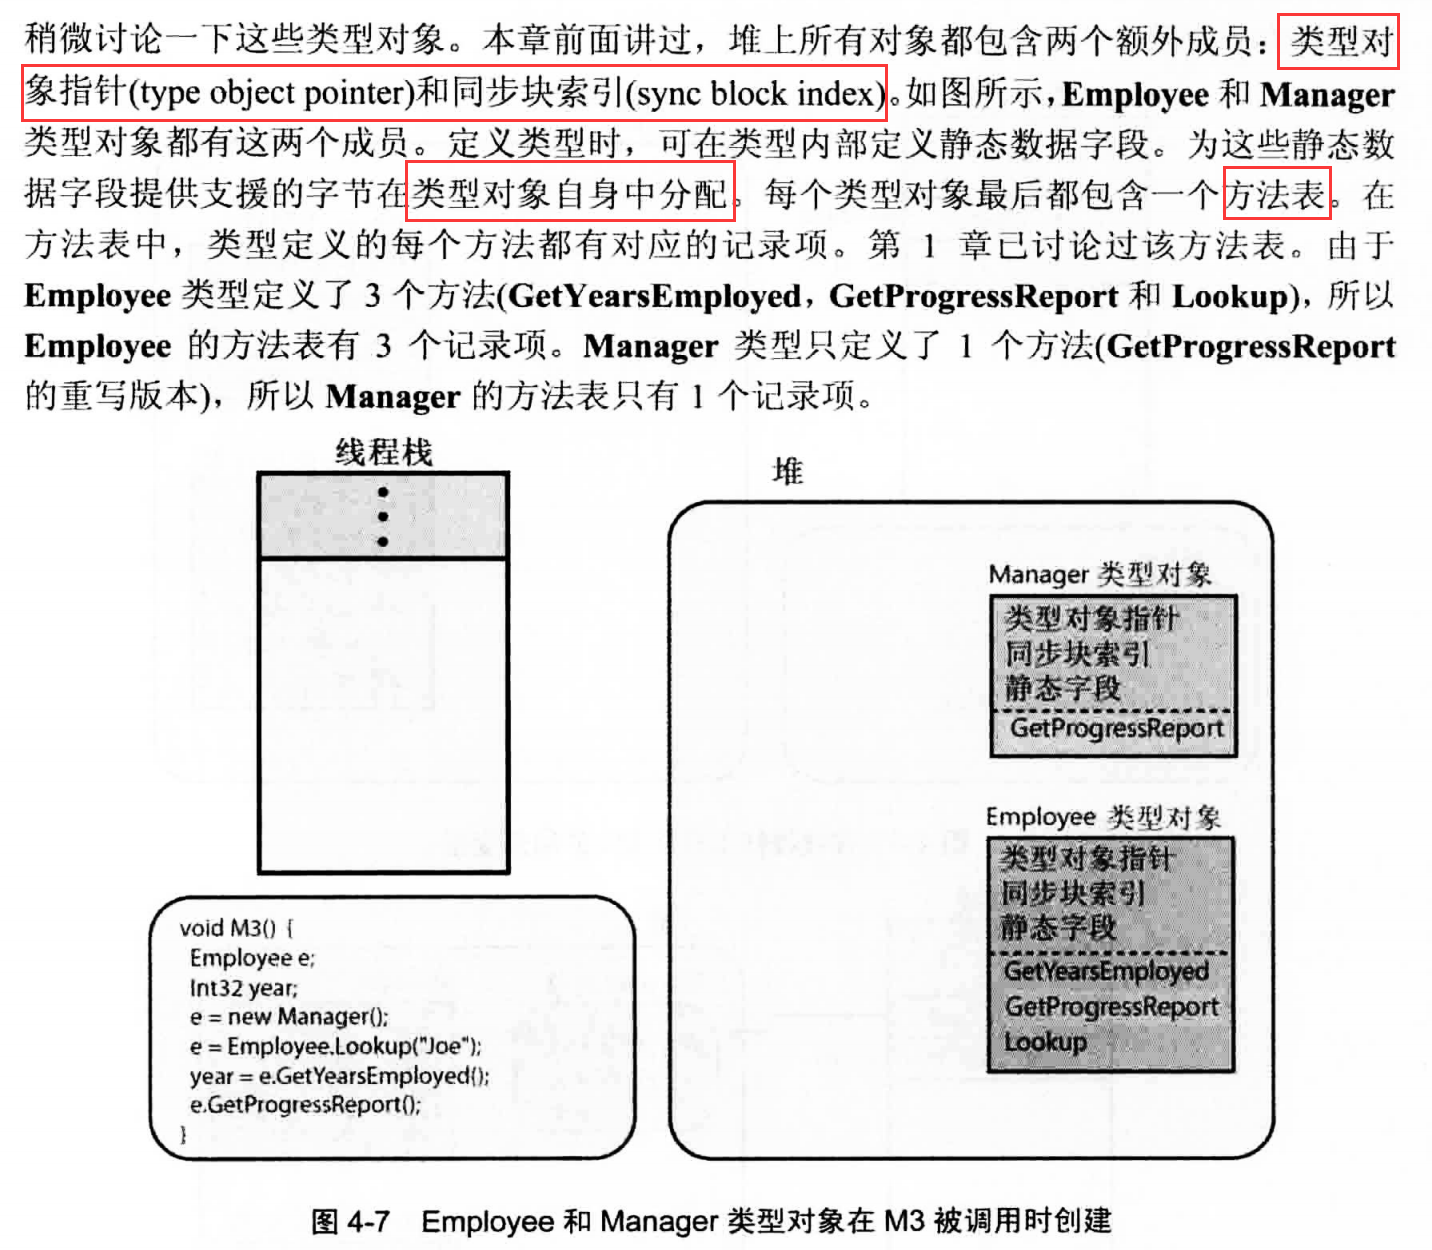 稍微讨论一下这些类型对象。本章前面讲过，堆上所有对象都包含两个额外成员：类型对
象指针(type object pointer)和同步块索引(sync block index)。如图所示，Employee 和 Manager
类型对象都有这两个成员。定义类型时，可在类型内部定义静态数据字段。为这些静态数
据字段提供支援的字节在类型对象自身中分配。每个类型对象最后都包含一个方法表。在
方法表中，类型定义的每个方法都有对应的记录项。第 1 章已讨论过该方法表。由于
Employee 类型定义了 3 个方法(GetYearsEmployed，GetProgressReport 和 Lookup)，所以
Employee 的方法表有 3 个记录项。Manager 类型只定义了 1 个方法(GetProgressReport
的重写版本)，所以 Manager 的方法表只有 1 个记录项。
线程栈
堆
Manager 类型对象
类型对象指针
同步块索引
静态字段
GetProgressReport
Employee 类型对象
类型对象指针
同步块索引
静态字段
GetYearsEmployed
GetProgressReport
Lookup
void M3() {
Employee e;
Int32 year;
e = new Manager();
e = Employee.Lookup("Joe");
year = e.GetYearsEmployed();
e.GetProgressReport();
}
图 4-7 Employee 和 Manager 类型对象在 M3 被调用时创建